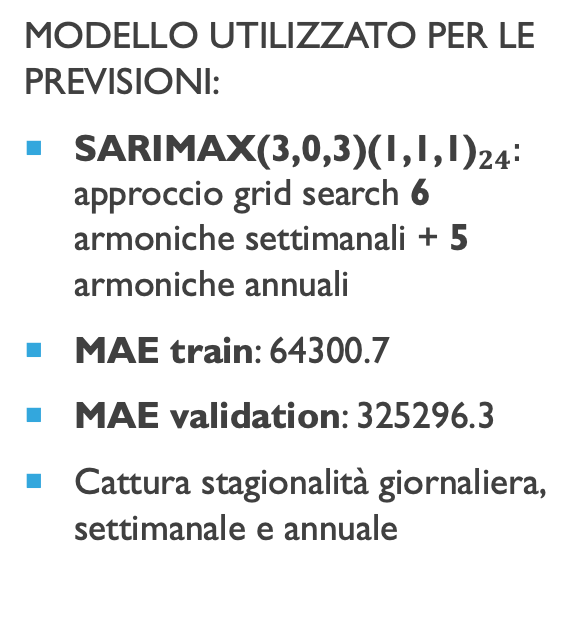 MODELLO UTILIZZATO PER LE
PREVISIONI:
▪ SARIMAX(3,0,3)(1,1,1)₂₄:
approccio grid search 6
armoniche settimanali + 5
armoniche annuali
▪ MAE train: 64300.7
▪ MAE validation: 325296.3
▪ Cattura stagionalità giornaliera,
settimanale e annuale